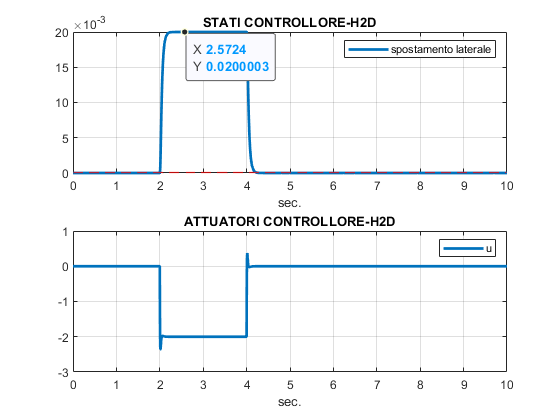 ×10⁻³
STATI CONTROLLORE-H2D
20
15
10
5
0
spostamento laterale
X 2.5724
Y 0.0200003
0 1 2 3 4 5 6 7 8 9 10
sec.
ATTUATORI CONTROLLORE-H2D
1
0
-1
-2
-3
u
0 1 2 3 4 5 6 7 8 9 10
sec.